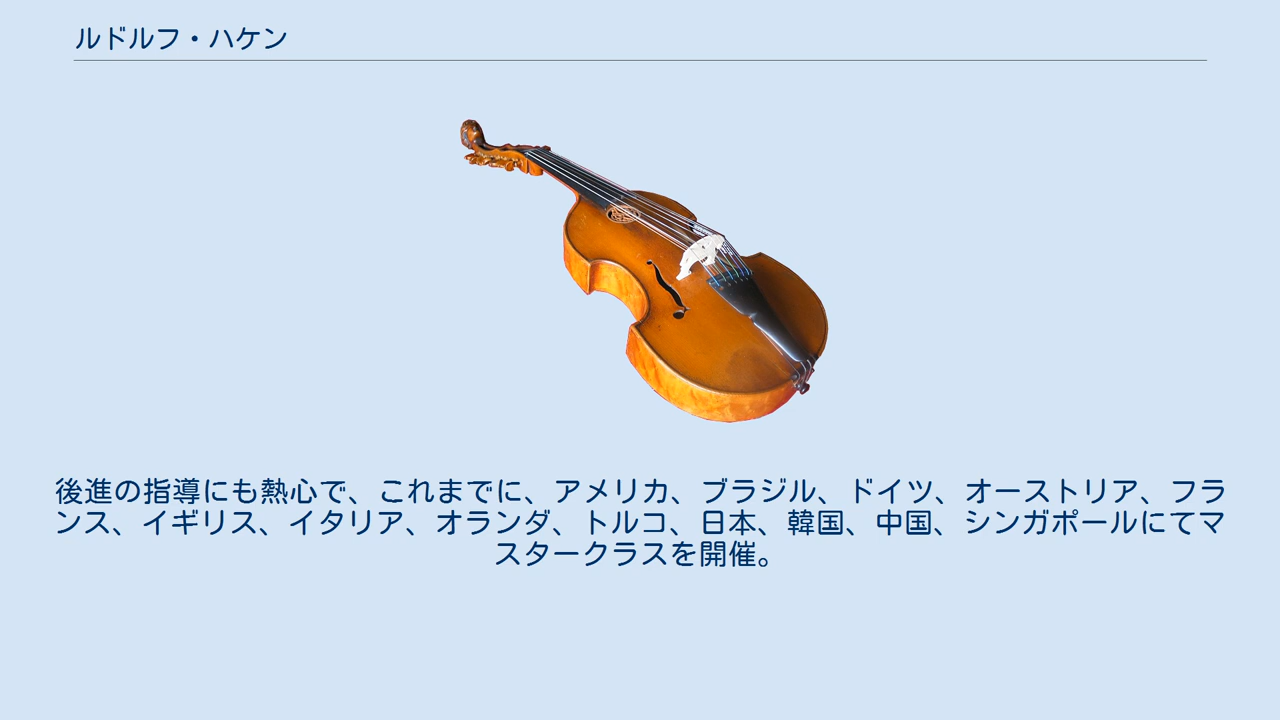 ルドルフ・ハケン
後進の指導にも熱心で、これまでに、アメリカ、ブラジル、ドイツ、オーストリア、フラ
ンス、イギリス、イタリア、オランダ、トルコ、日本、韓国、中国、シンガポールにてマ
スタークラスを開催。